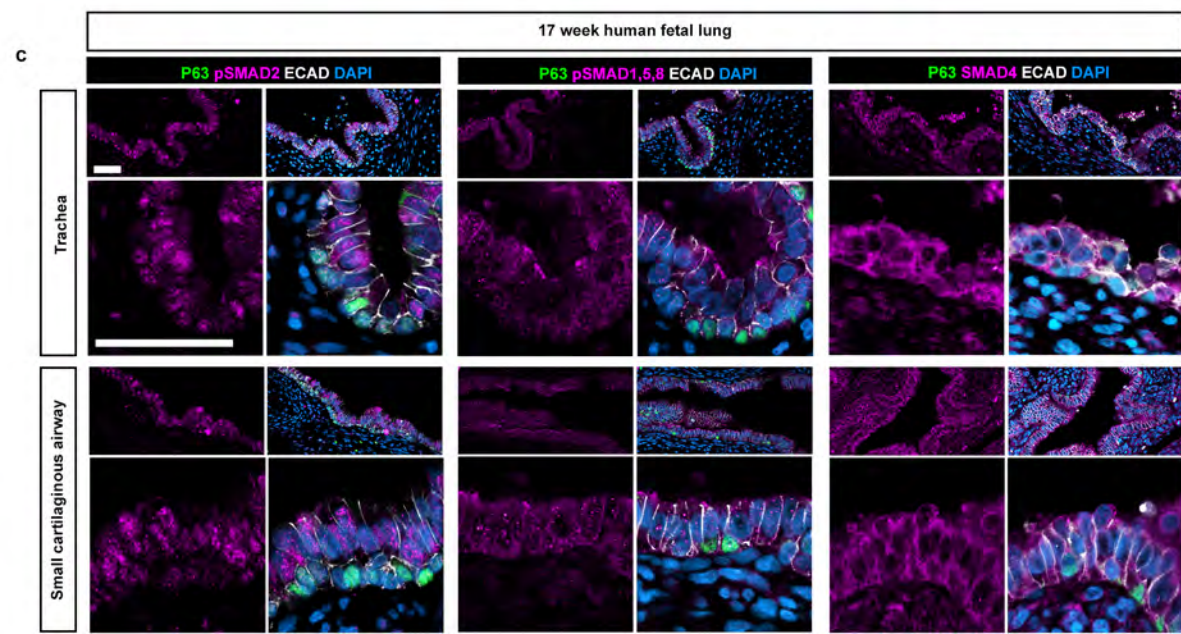 17 week human fetal lung
c
P63 pSMAD2 ECAD DAPI
P63 pSMAD1,5,8 ECAD DAPI
P63 SMAD4 ECAD DAPI
Trachea
Small cartilaginous airway